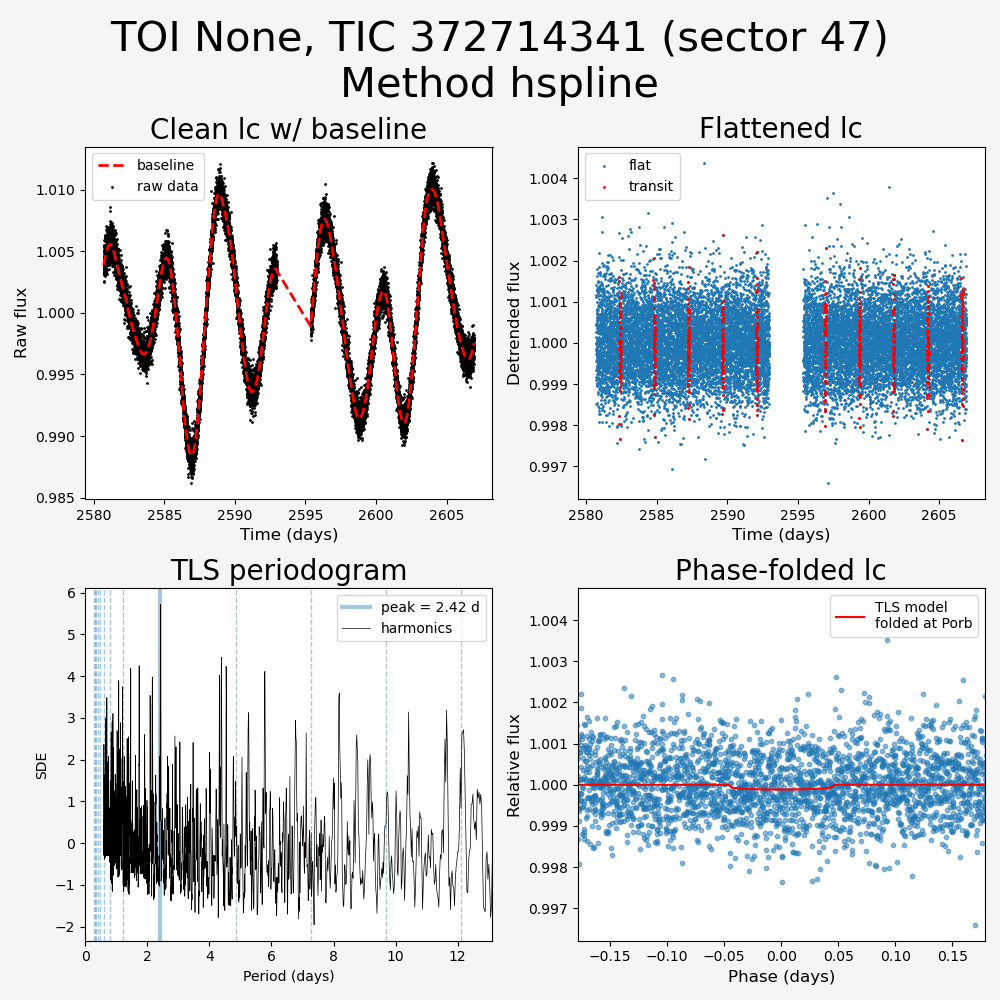 TOI None, TIC 372714341 (sector 47)
Method hspline
Clean lc w/ baseline
baseline
raw data
1.010
1.005
1.000
0.995
0.990
0.985
Raw flux
2580 2585 2590 2595 2600 2605
Time (days)
Flattened lc
flat
transit
1.004
1.003
1.002
1.001
1.000
0.999
0.998
0.997
Detrended flux
2580 2585 2590 2595 2600 2605
Time (days)
TLS periodogram
peak = 2.42 d
harmonics
6
5
4
3
2
1
0
−1
−2
SDE
0 2 4 6 8 10 12
Period (days)
Phase-folded lc
TLS model
folded at Porb
1.004
1.003
1.002
1.001
1.000
0.999
0.998
0.997
Relative flux
−0.15 −0.10 −0.05 0.00 0.05 0.10 0.15
Phase (days)